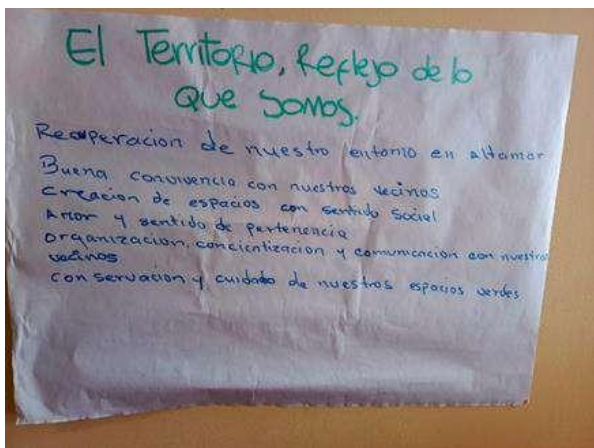 El Territorio, Reflejo de lo
que somos.
Recuperacion de nuestro entorno en altamar
Buena convivencia con nuestros vecinos
creacion de espacios con sentido social
Amor y sentido de pertenencia
organizacion, concientizacion y comunicacion con nuestros
vecinos
conservacion y cuidado de nuestros espacios verdes